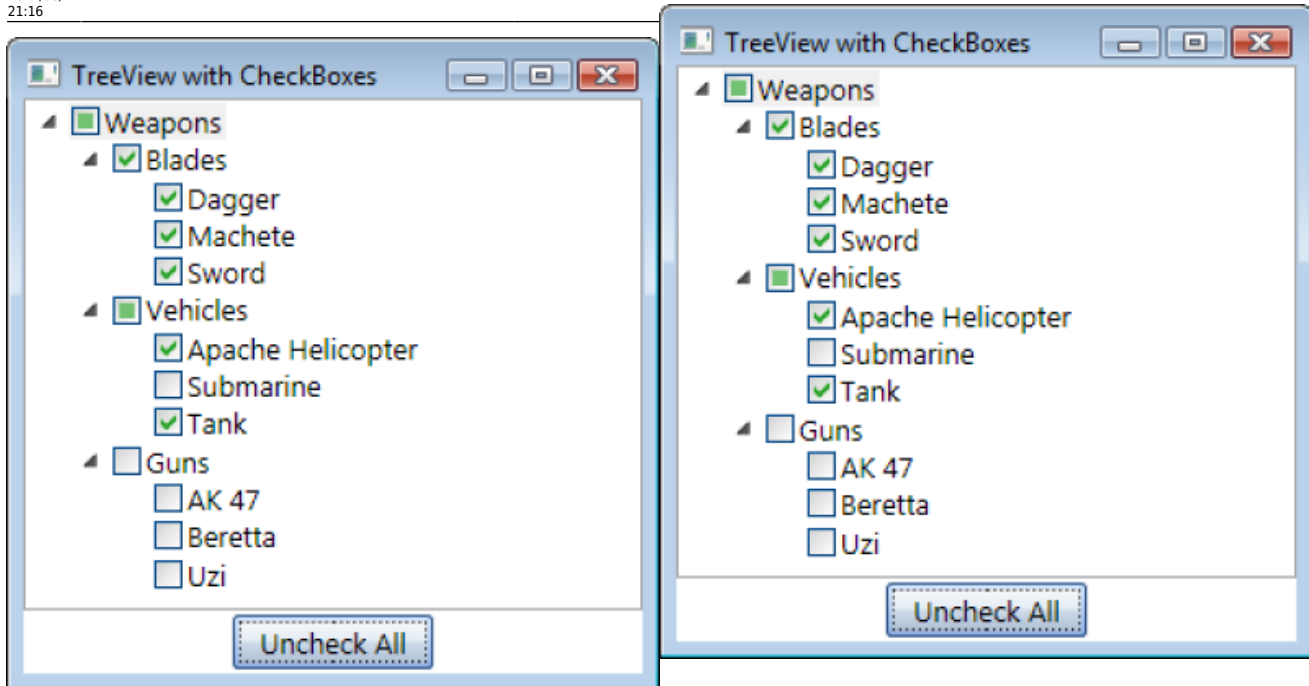 21:16
TreeView with CheckBoxes
Weapons
Blades
Dagger
Machete
Sword
Vehicles
Apache Helicopter
Submarine
Tank
Guns
AK 47
Beretta
Uzi
Uncheck All
TreeView with CheckBoxes
Weapons
Blades
Dagger
Machete
Sword
Vehicles
Apache Helicopter
Submarine
Tank
Guns
AK 47
Beretta
Uzi
Uncheck All